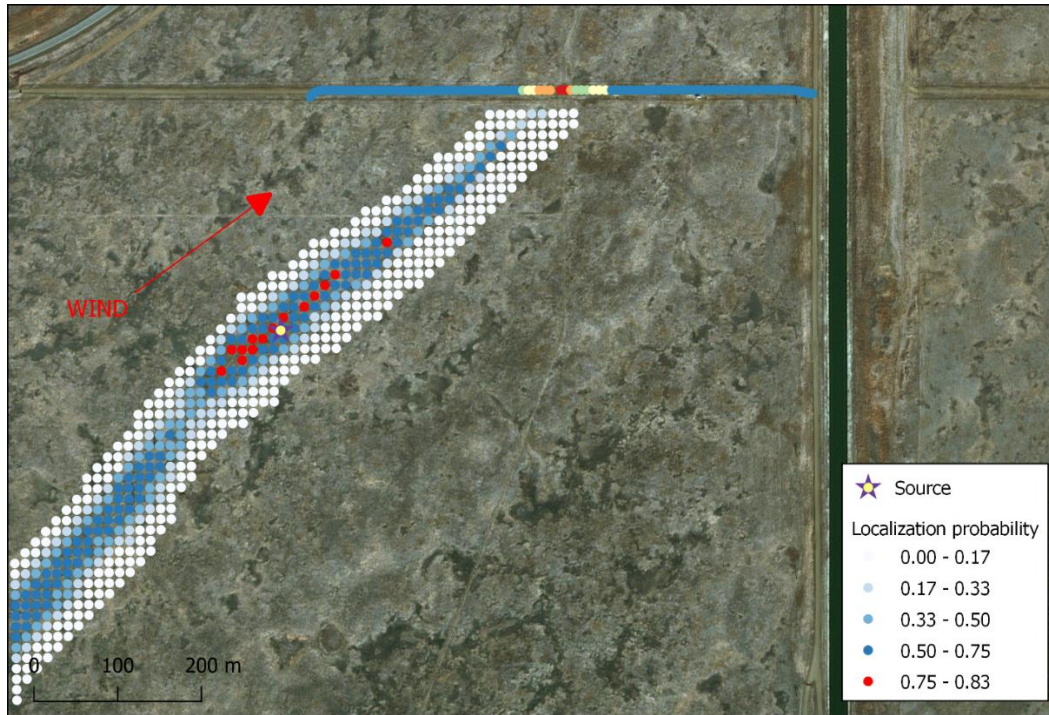 WIND
0 100 200 m
Source
Localization probability
0.00 - 0.17
0.17 - 0.33
0.33 - 0.50
0.50 - 0.75
0.75 - 0.83